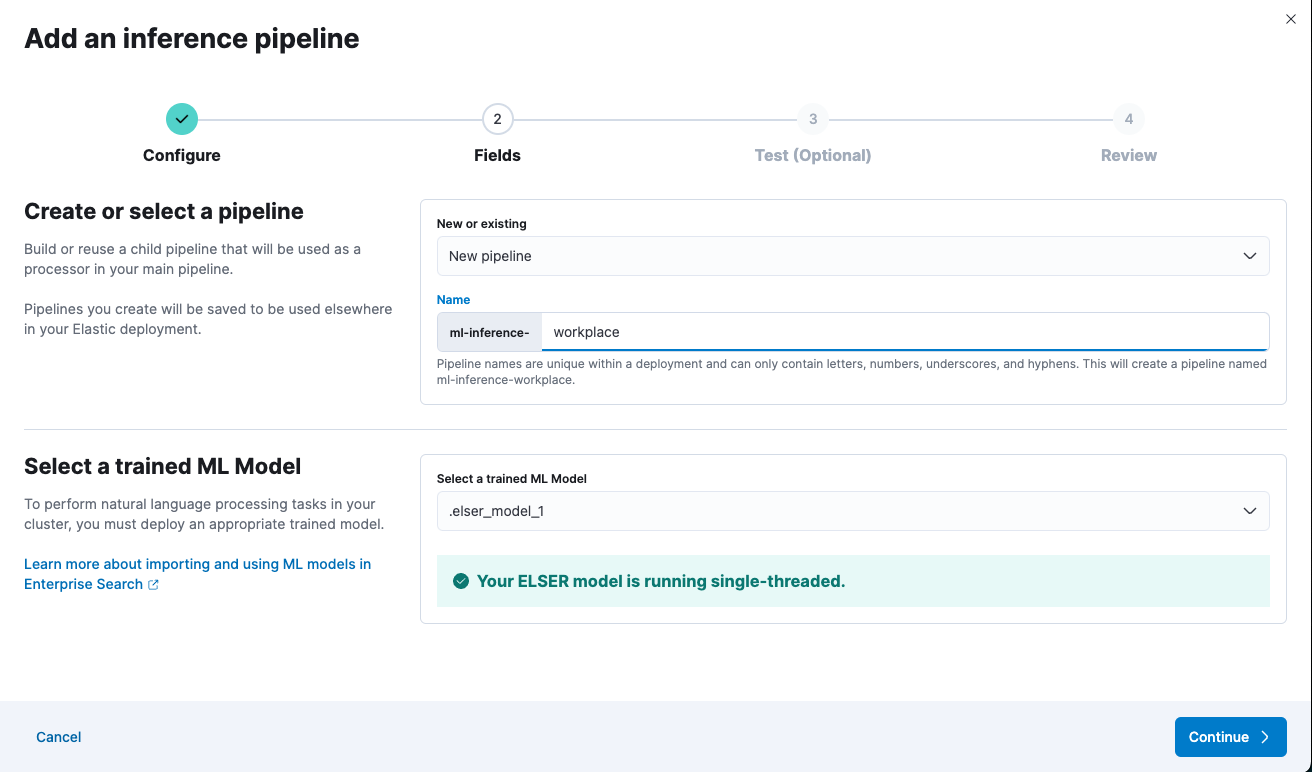 Add an inference pipeline
2
3
4
Configure
Fields
Test (Optional)
Review
Create or select a pipeline
Build or reuse a child pipeline that will be used as a
processor in your main pipeline.
Pipelines you create will be saved to be used elsewhere
in your Elastic deployment.
New or existing
New pipeline
Name
ml-inference- workplace
Pipeline names are unique within a deployment and can only contain letters, numbers, underscores, and hyphens. This will create a pipeline named
ml-inference-workplace.
Select a trained ML Model
To perform natural language processing tasks in your
cluster, you must deploy an appropriate trained model.
Learn more about importing and using ML models in
Enterprise Search
Select a trained ML Model
.elser_model_1
Your ELSER model is running single-threaded.
Cancel
Continue